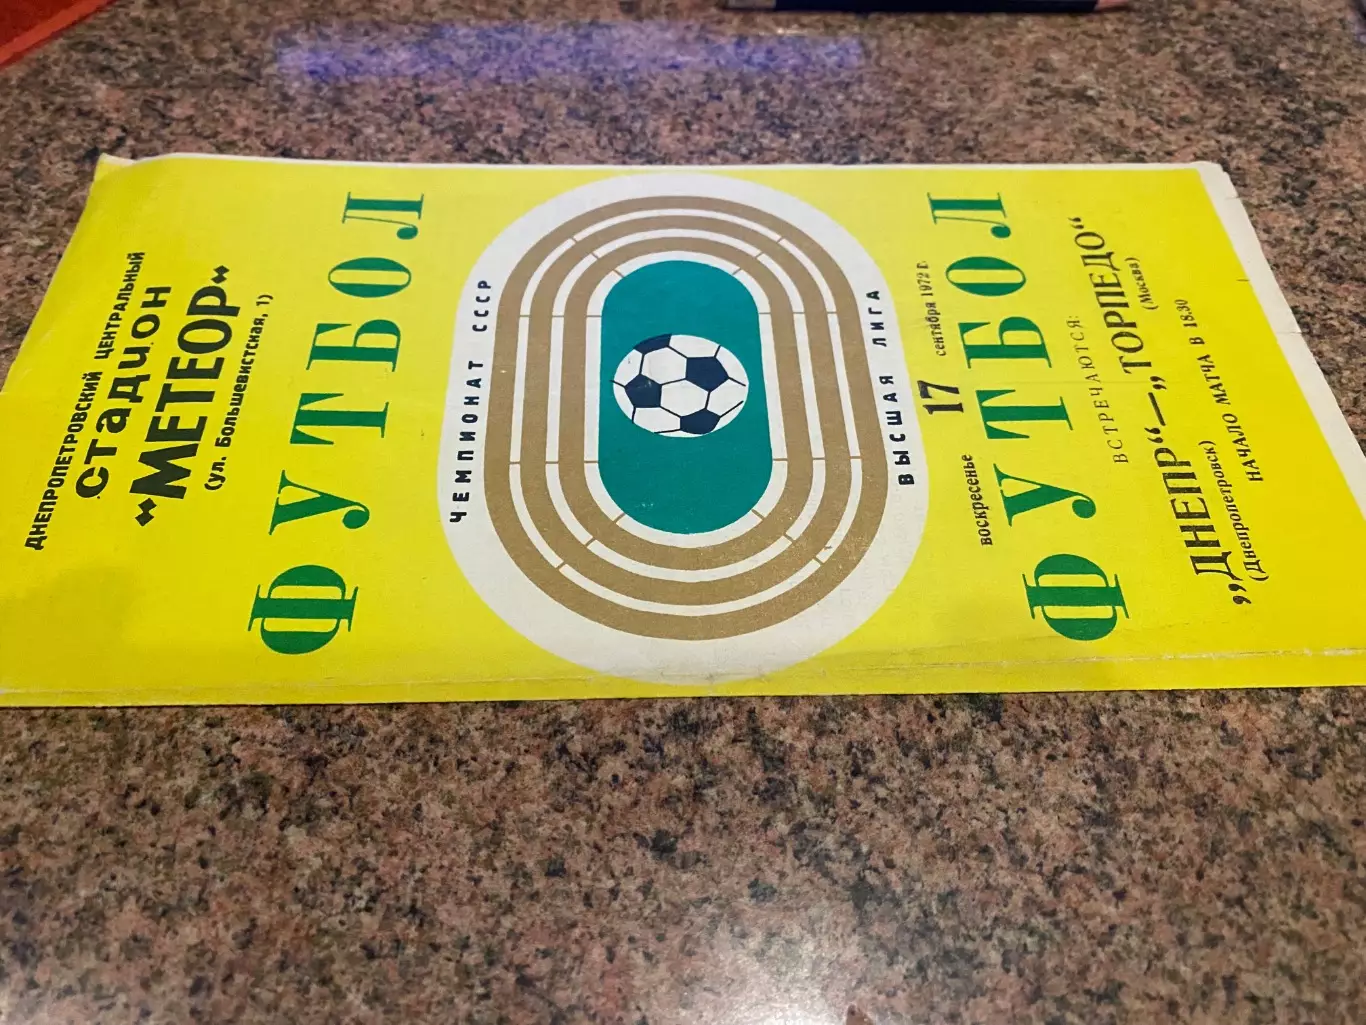 ДНЕПРОПЕТРОВСКИЙ ЦЕНТРАЛЬНЫЙ
стадион
"МЕТЕОР"
(ул. Большевистская, 1)
ФУТБОЛ
ЧЕМПИОНАТ СССР
ВЫСШАЯ ЛИГА
воскресенье 17 сентября 1972 г.
ФУТБОЛ
ВСТРЕЧАЮТСЯ:
„ДНЕПР“—„ТОРПЕДО“
(Днепропетровск) (Москва)
НАЧАЛО МАТЧА В 18.30